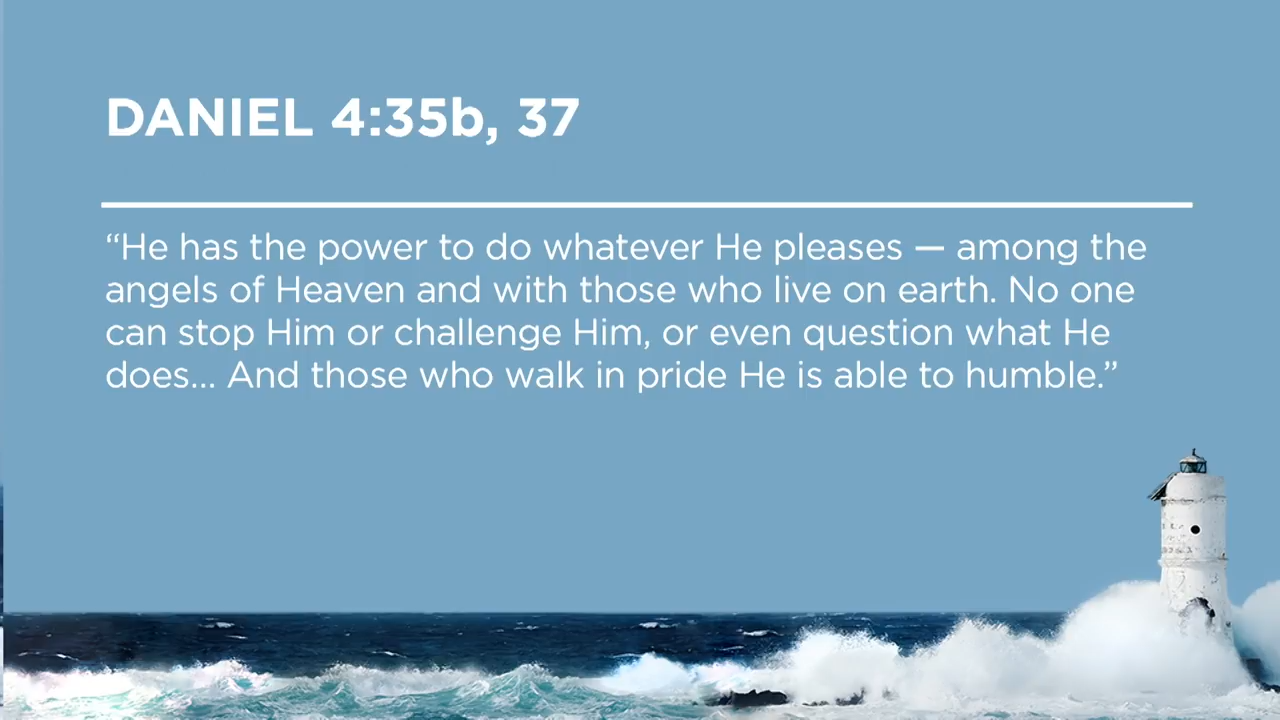 DANIEL 4:35b, 37
“He has the power to do whatever He pleases — among the
angels of Heaven and with those who live on earth. No one
can stop Him or challenge Him, or even question what He
does... And those who walk in pride He is able to humble.”